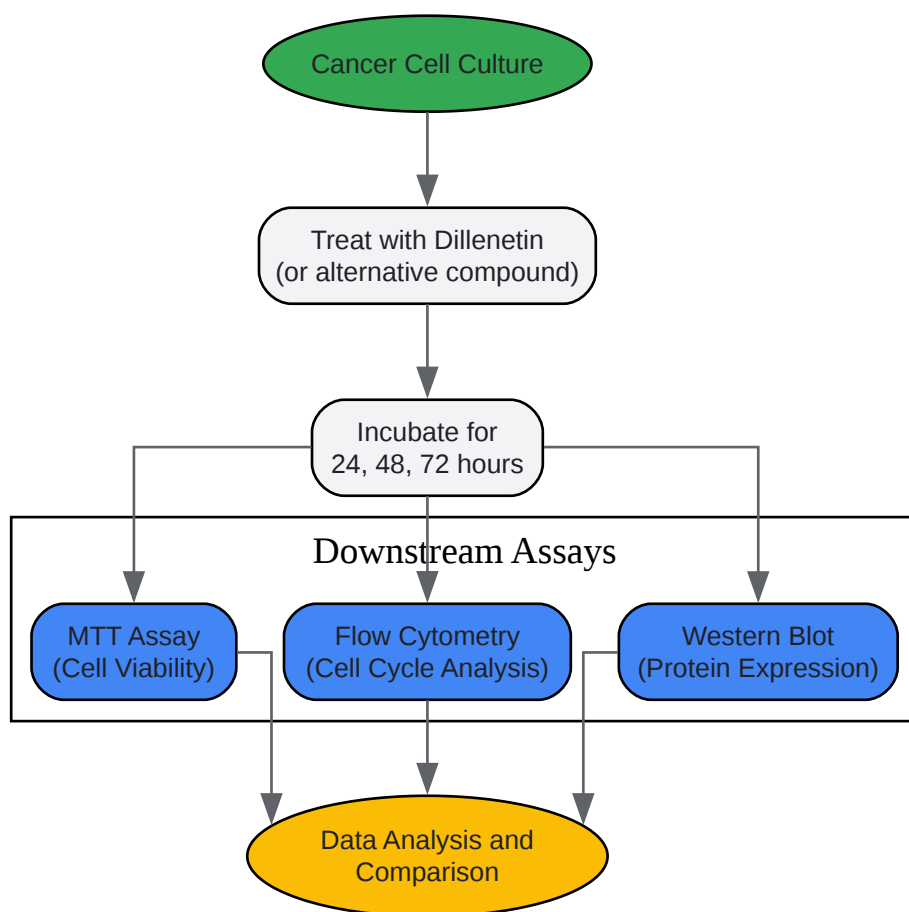 Cancer Cell Culture
Treat with Dillenetin
(or alternative compound)
Incubate for
24, 48, 72 hours
Downstream Assays
MTT Assay
(Cell Viability)
Flow Cytometry
(Cell Cycle Analysis)
Western Blot
(Protein Expression)
Data Analysis and
Comparison